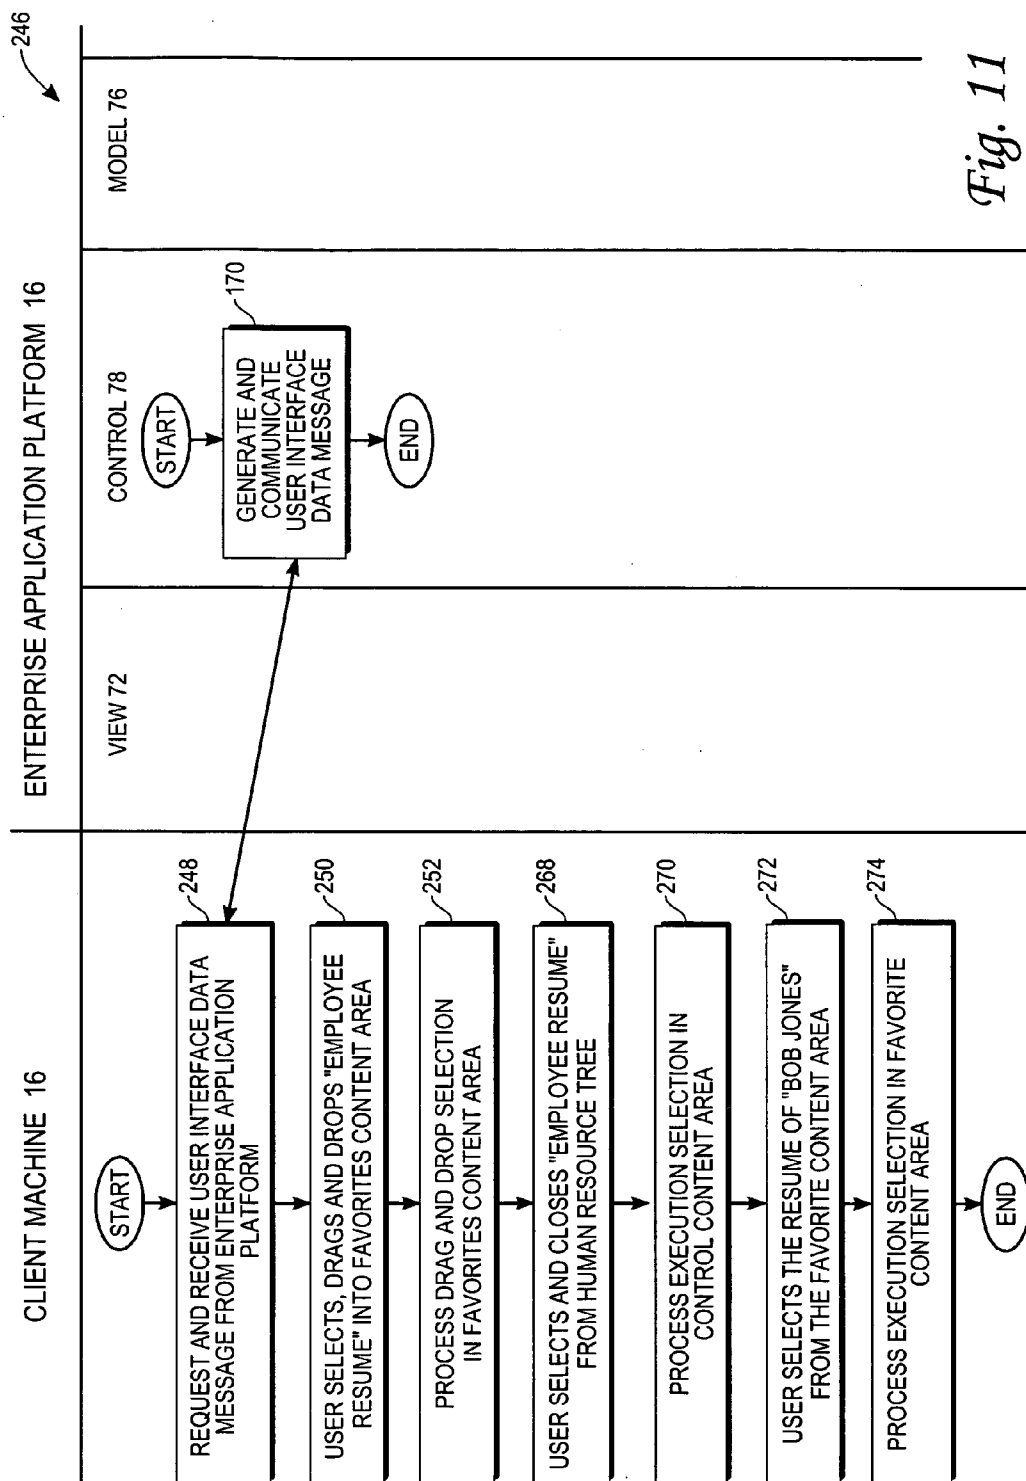 246
CLIENT MACHINE 16
ENTERPRISE APPLICATION PLATFORM 16
VIEW 72
CONTROL 78
MODEL 76
START
248
REQUEST AND RECEIVE USER INTERFACE DATA
MESSAGE FROM ENTERPRISE APPLICATION
PLATFORM
250
USER SELECTS, DRAGS AND DROPS "EMPLOYEE
RESUME" INTO FAVORITES CONTENT AREA
252
PROCESS DRAG AND DROP SELECTION
IN FAVORITES CONTENT AREA
268
USER SELECTS AND CLOSES "EMPLOYEE RESUME"
FROM HUMAN RESOURCE TREE
270
PROCESS EXECUTION SELECTION IN
CONTROL CONTENT AREA
272
USER SELECTS THE RESUME OF "BOB JONES"
FROM THE FAVORITE CONTENT AREA
274
PROCESS EXECUTION SELECTION IN FAVORITE
CONTENT AREA
END
START
170
GENERATE AND
COMMUNICATE
USER INTERFACE
DATA MESSAGE
END
Fig. 11